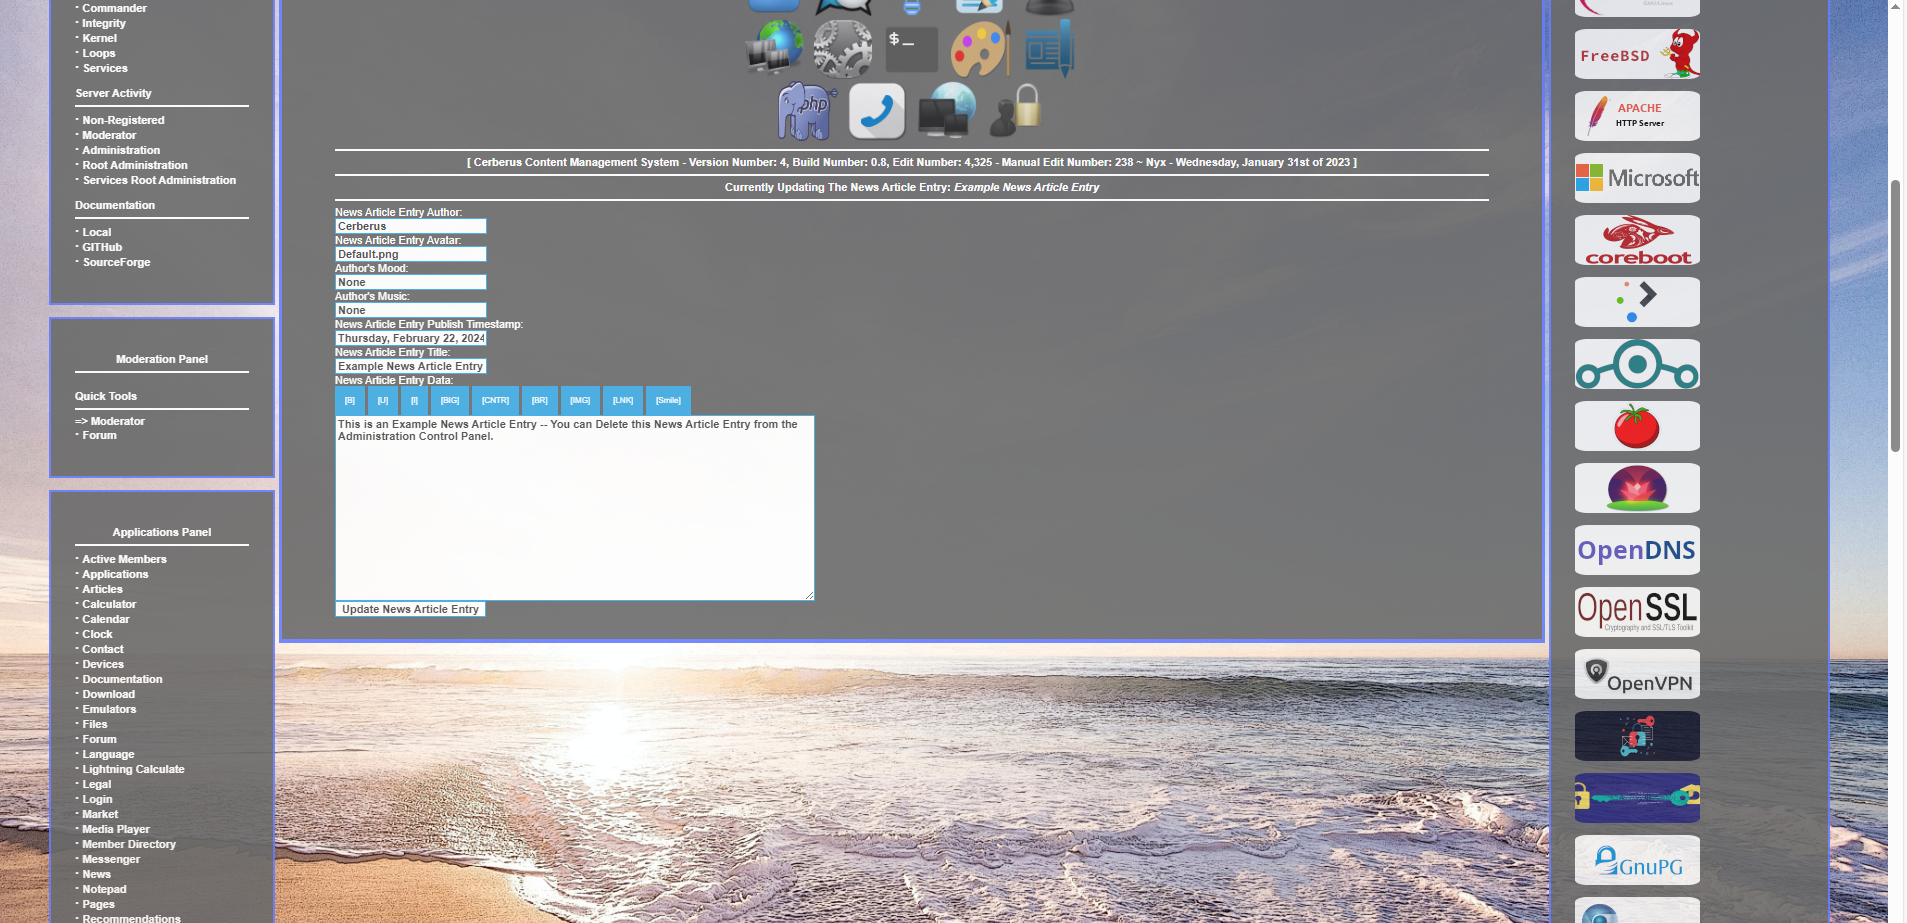 · Commander
· Integrity
· Kernel
· Loops
· Services
Server Activity
· Non-Registered
· Moderator
· Administration
· Root Administration
· Services Root Administration
Documentation
· Local
· GITHub
· SourceForge
Moderation Panel
Quick Tools
=> Moderator
· Forum
Applications Panel
· Active Members
· Applications
· Articles
· Calculator
· Calendar
· Clock
· Contact
· Devices
· Documentation
· Download
· Emulators
· Files
· Forum
· Language
· Lightning Calculate
· Legal
· Login
· Market
· Media Player
· Member Directory
· Messenger
· News
· Notepad
· Pages
· Recommendations
$_
php
[ Cerberus Content Management System - Version Number: 4, Build Number: 0.8, Edit Number: 4,325 - Manual Edit Number: 238 ~ Nyx - Wednesday, January 31st of 2023 ]
Currently Updating The News Article Entry: Example News Article Entry
News Article Entry Author:
Cerberus
News Article Entry Avatar:
Default.png
Author's Mood:
None
Author's Music:
None
News Article Entry Publish Timestamp:
Thursday, February 22, 2024
News Article Entry Title:
Example News Article Entry
News Article Entry Data:
[B] [U] [I] [BIG] [CNTR] [BR] [IMG] [LNK] [Smile]
This is an Example News Article Entry -- You can Delete this News Article Entry from the
Administration Control Panel.
Update News Article Entry
GNU/Linux
FreeBSD
APACHE
HTTP Server
Microsoft
coreboot
OpenDNS
OpenSSL
Cryptography and SSL/TLS Toolkit
OpenVPN
GnuPG